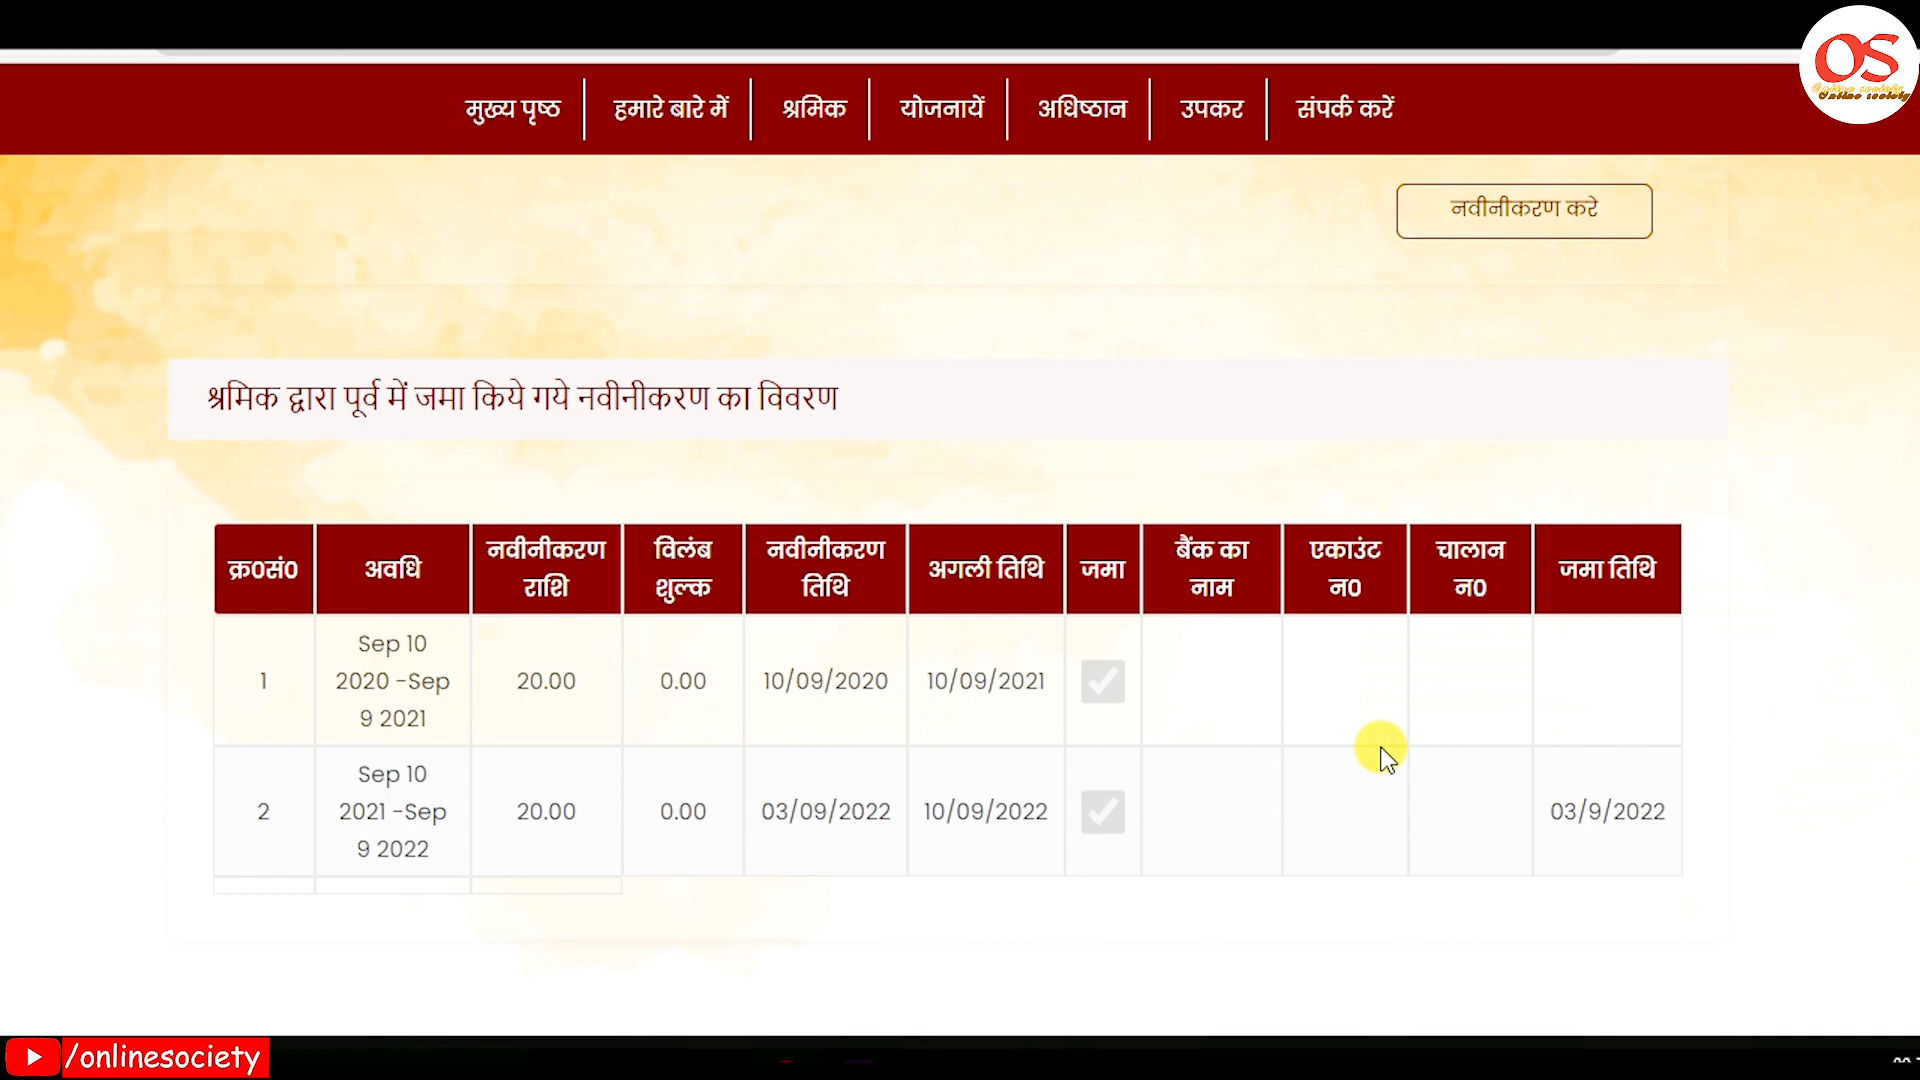 OS
Online society
मुख्य पृष्ठ हमारे बारे में श्रमिक योजनायें अधिष्ठान उपकर संपर्क करें
नवीनीकरण करे
श्रमिक द्वारा पूर्व में जमा किये गये नवीनीकरण का विवरण
क्र0सं0 अवधि नवीनीकरण राशि विलंब शुल्क नवीनीकरण तिथि अगली तिथि जमा बैंक का नाम एकाउंट न0 चालान न0 जमा तिथि
1 Sep 10 2020 -Sep 9 2021 20.00 0.00 10/09/2020 10/09/2021
2 Sep 10 2021 -Sep 9 2022 20.00 0.00 03/09/2022 10/09/2022 03/9/2022
/onlinesociety